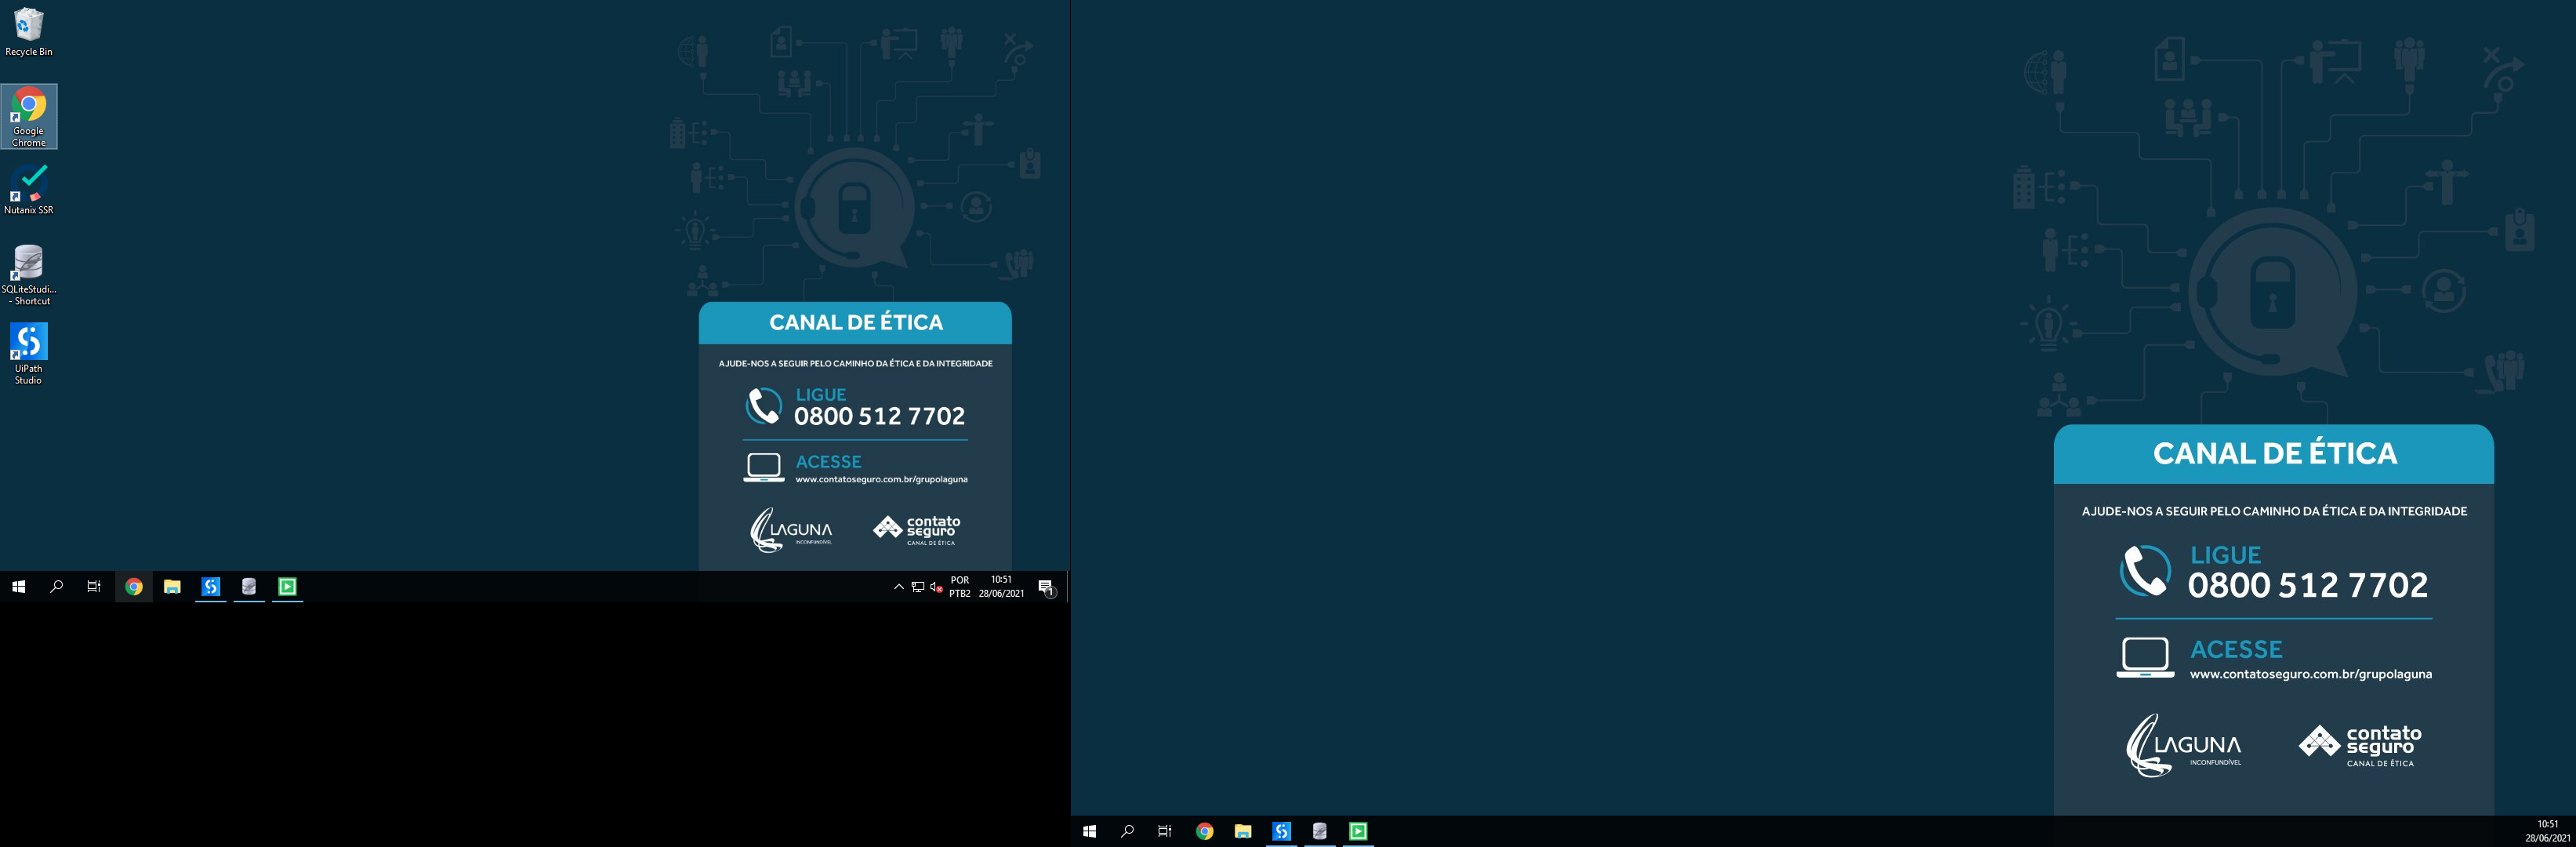 Recycle Bin
Google
Chrome
Nutanix SSR
SQLiteStudi...
- Shortcut
UiPath
Studio
CANAL DE ÉTICA
AJUDE-NOS A SEGUIR PELO CAMINHO DA ÉTICA E DA INTEGRIDADE
LIGUE
0800 512 7702
ACESSE
www.contatoseguro.com.br/grupolaguna
LAGUNA
INCONFUNDÍVEL
contato
seguro
CANAL DE ÉTICA
POR
PTB2
10:51
28/06/2021
1
CANAL DE ÉTICA
AJUDE-NOS A SEGUIR PELO CAMINHO DA ÉTICA E DA INTEGRIDADE
LIGUE
0800 512 7702
ACESSE
www.contatoseguro.com.br/grupolaguna
LAGUNA
INCONFUNDÍVEL
contato
seguro
CANAL DE ÉTICA
10:51
28/06/2021